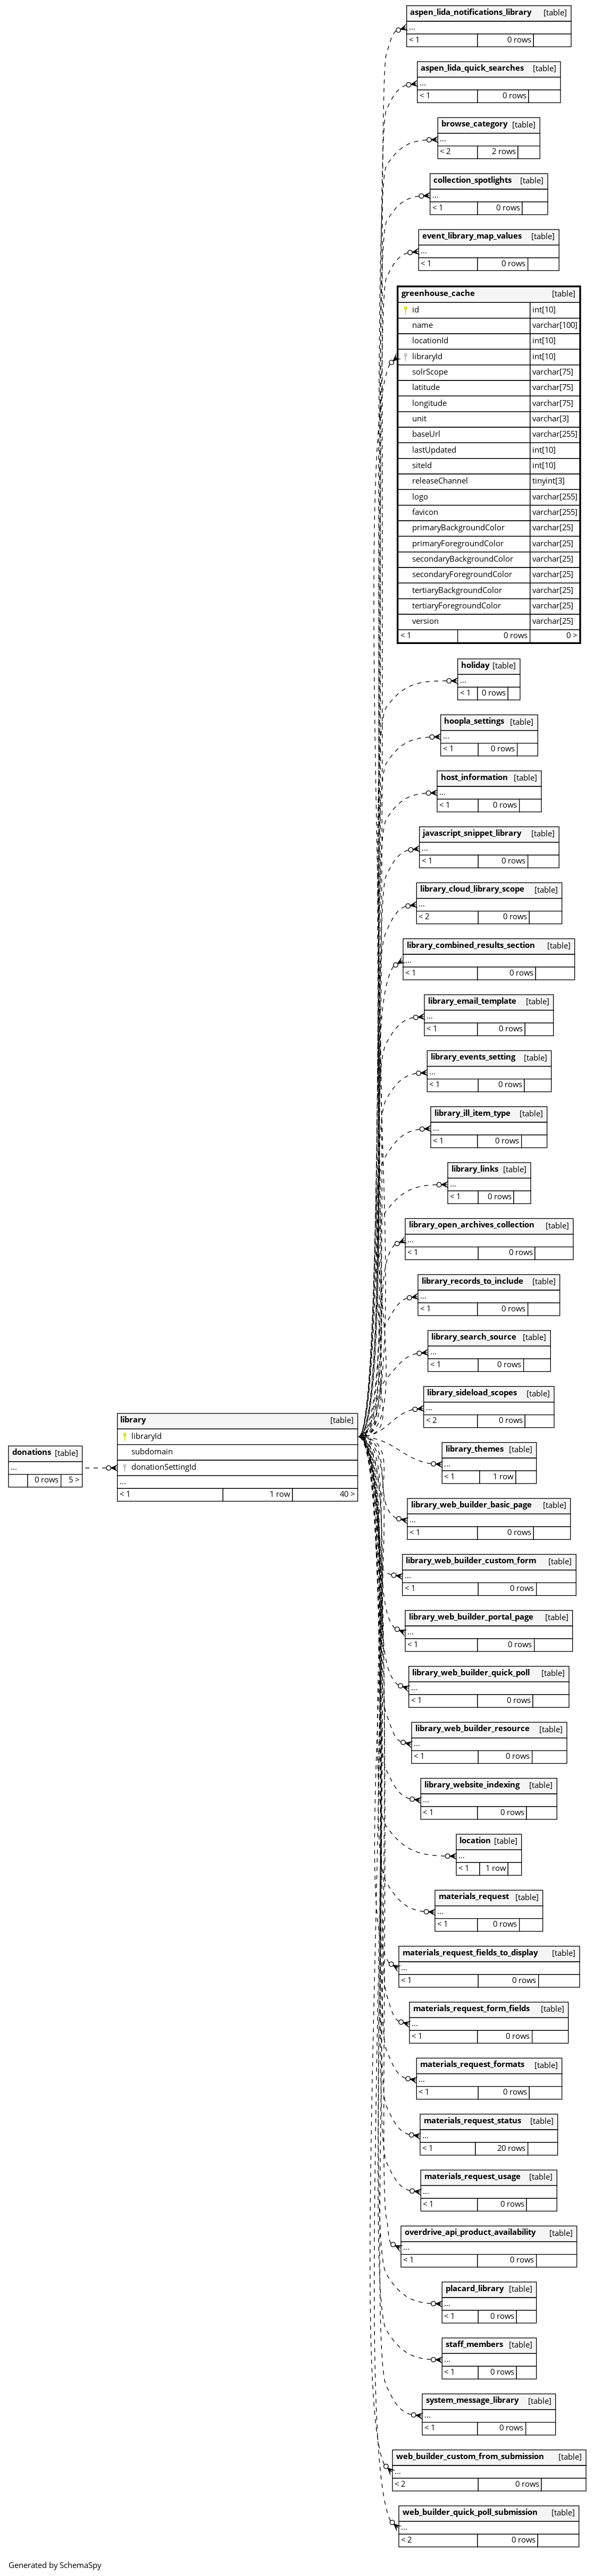 aspen_lida_notifications_library [table]
...
< 1 0 rows
aspen_lida_quick_searches [table]
...
< 1 0 rows
browse_category [table]
...
< 2 2 rows
collection_spotlights [table]
...
< 1 0 rows
event_library_map_values [table]
...
< 1 0 rows
greenhouse_cache [table]
id int[10]
name varchar[100]
locationId int[10]
libraryId int[10]
solrScope varchar[75]
latitude varchar[75]
longitude varchar[75]
unit varchar[3]
baseUrl varchar[255]
lastUpdated int[10]
siteId int[10]
releaseChannel tinyint[3]
logo varchar[255]
favicon varchar[255]
primaryBackgroundColor varchar[25]
primaryForegroundColor varchar[25]
secondaryBackgroundColor varchar[25]
secondaryForegroundColor varchar[25]
tertiaryBackgroundColor varchar[25]
tertiaryForegroundColor varchar[25]
version varchar[25]
< 1 0 rows 0 >
holiday [table]
...
< 1 0 rows
hoopla_settings [table]
...
< 1 0 rows
host_information [table]
...
< 1 0 rows
javascript_snippet_library [table]
...
< 1 0 rows
library_cloud_library_scope [table]
...
< 2 0 rows
library_combined_results_section [table]
...
< 1 0 rows
library_email_template [table]
...
< 1 0 rows
library_events_setting [table]
...
< 1 0 rows
library_ill_item_type [table]
...
< 1 0 rows
library_links [table]
...
< 1 0 rows
library_open_archives_collection [table]
...
< 1 0 rows
library_records_to_include [table]
...
< 1 0 rows
library_search_source [table]
...
< 1 0 rows
library_sideload_scopes [table]
...
< 2 0 rows
library [table]
libraryId
subdomain
donationSettingId
...
< 1 1 row 40 >
donations [table]
...
0 rows 5 >
library_themes [table]
...
< 1 1 row
library_web_builder_basic_page [table]
...
< 1 0 rows
library_web_builder_custom_form [table]
...
< 1 0 rows
library_web_builder_portal_page [table]
...
< 1 0 rows
library_web_builder_quick_poll [table]
...
< 1 0 rows
library_web_builder_resource [table]
...
< 1 0 rows
library_website_indexing [table]
...
< 1 0 rows
location [table]
...
< 1 1 row
materials_request [table]
...
< 1 0 rows
materials_request_fields_to_display [table]
...
< 1 0 rows
materials_request_form_fields [table]
...
< 1 0 rows
materials_request_formats [table]
...
< 1 0 rows
materials_request_status [table]
...
< 1 20 rows
materials_request_usage [table]
...
< 1 0 rows
overdrive_api_product_availability [table]
...
< 1 0 rows
placard_library [table]
...
< 1 0 rows
staff_members [table]
...
< 1 0 rows
system_message_library [table]
...
< 1 0 rows
web_builder_custom_from_submission [table]
...
< 2 0 rows
web_builder_quick_poll_submission [table]
...
< 2 0 rows
Generated by SchemaSpy